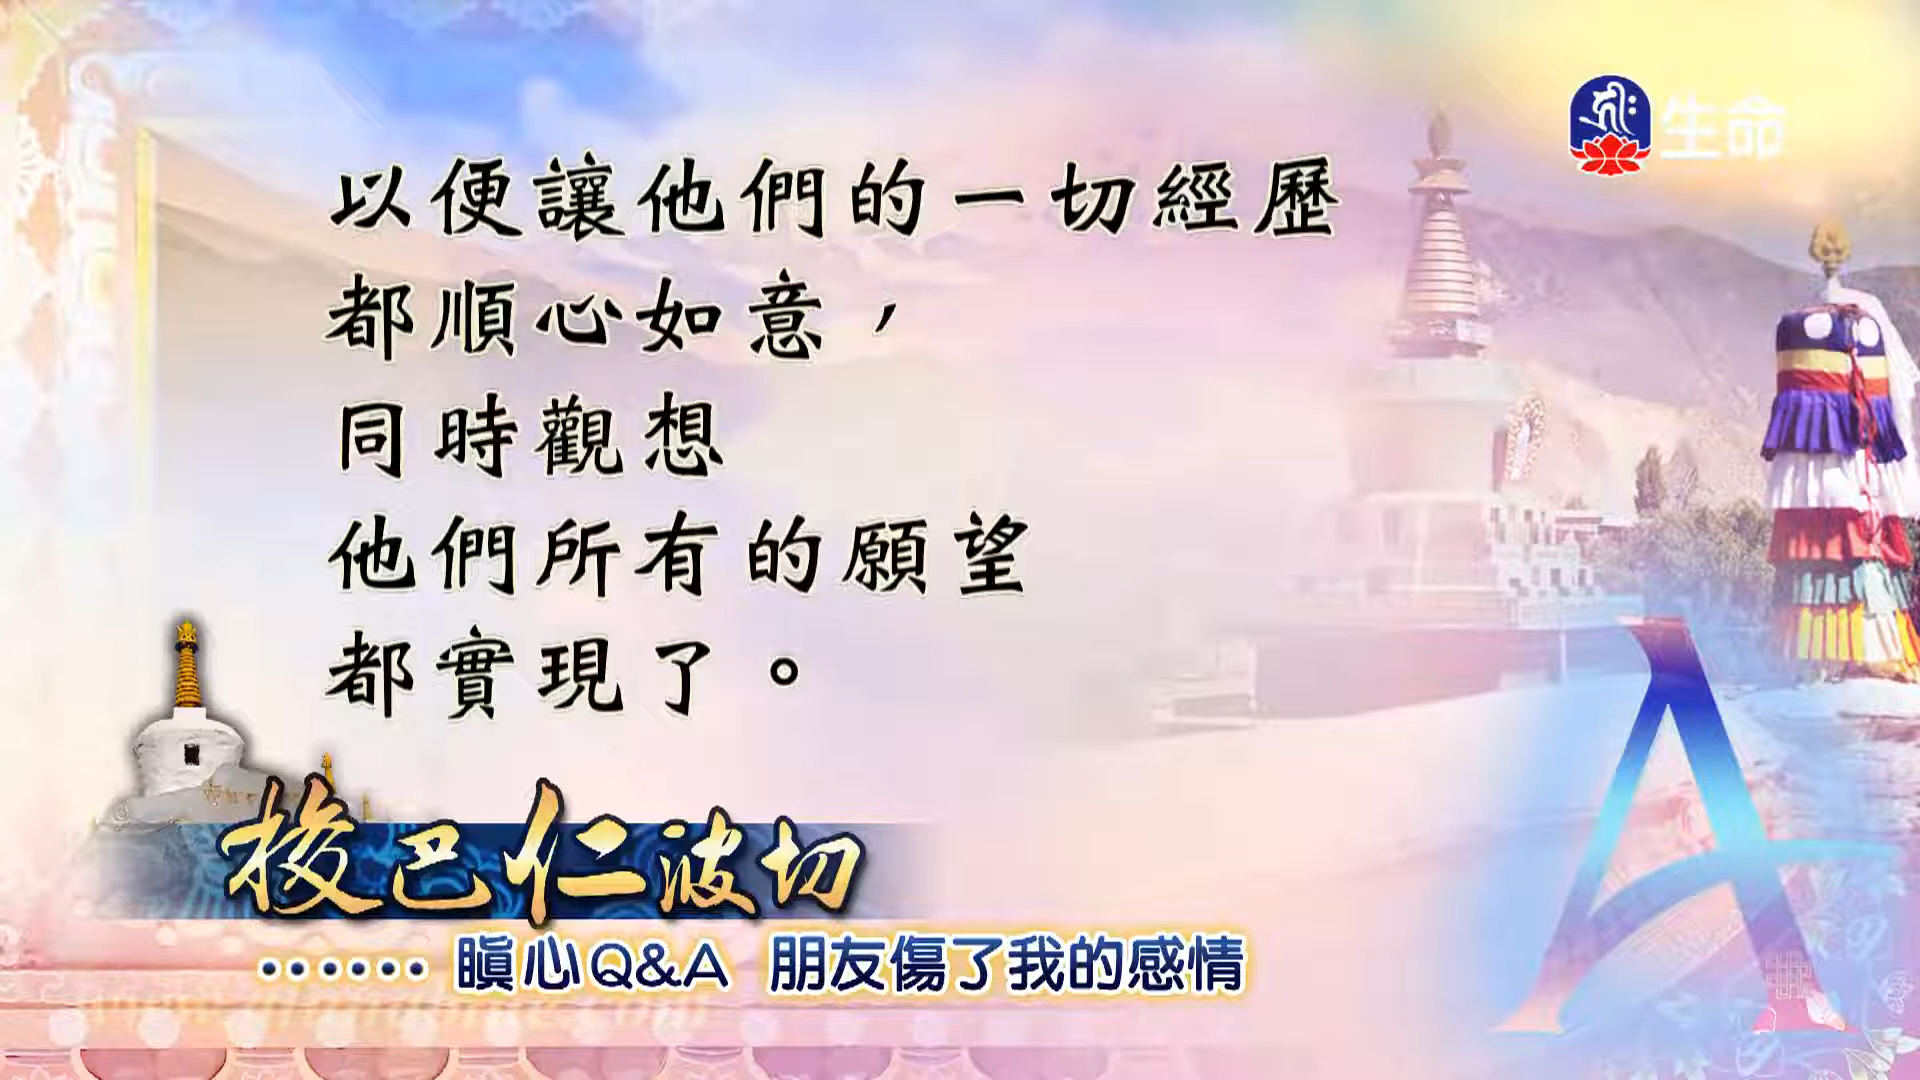 生命
以便讓他們的一切經歷
都順心如意，
同時觀想
他們所有的願望
都實現了。
梭巴仁波切
……瞋心Q&A 朋友傷了我的感情